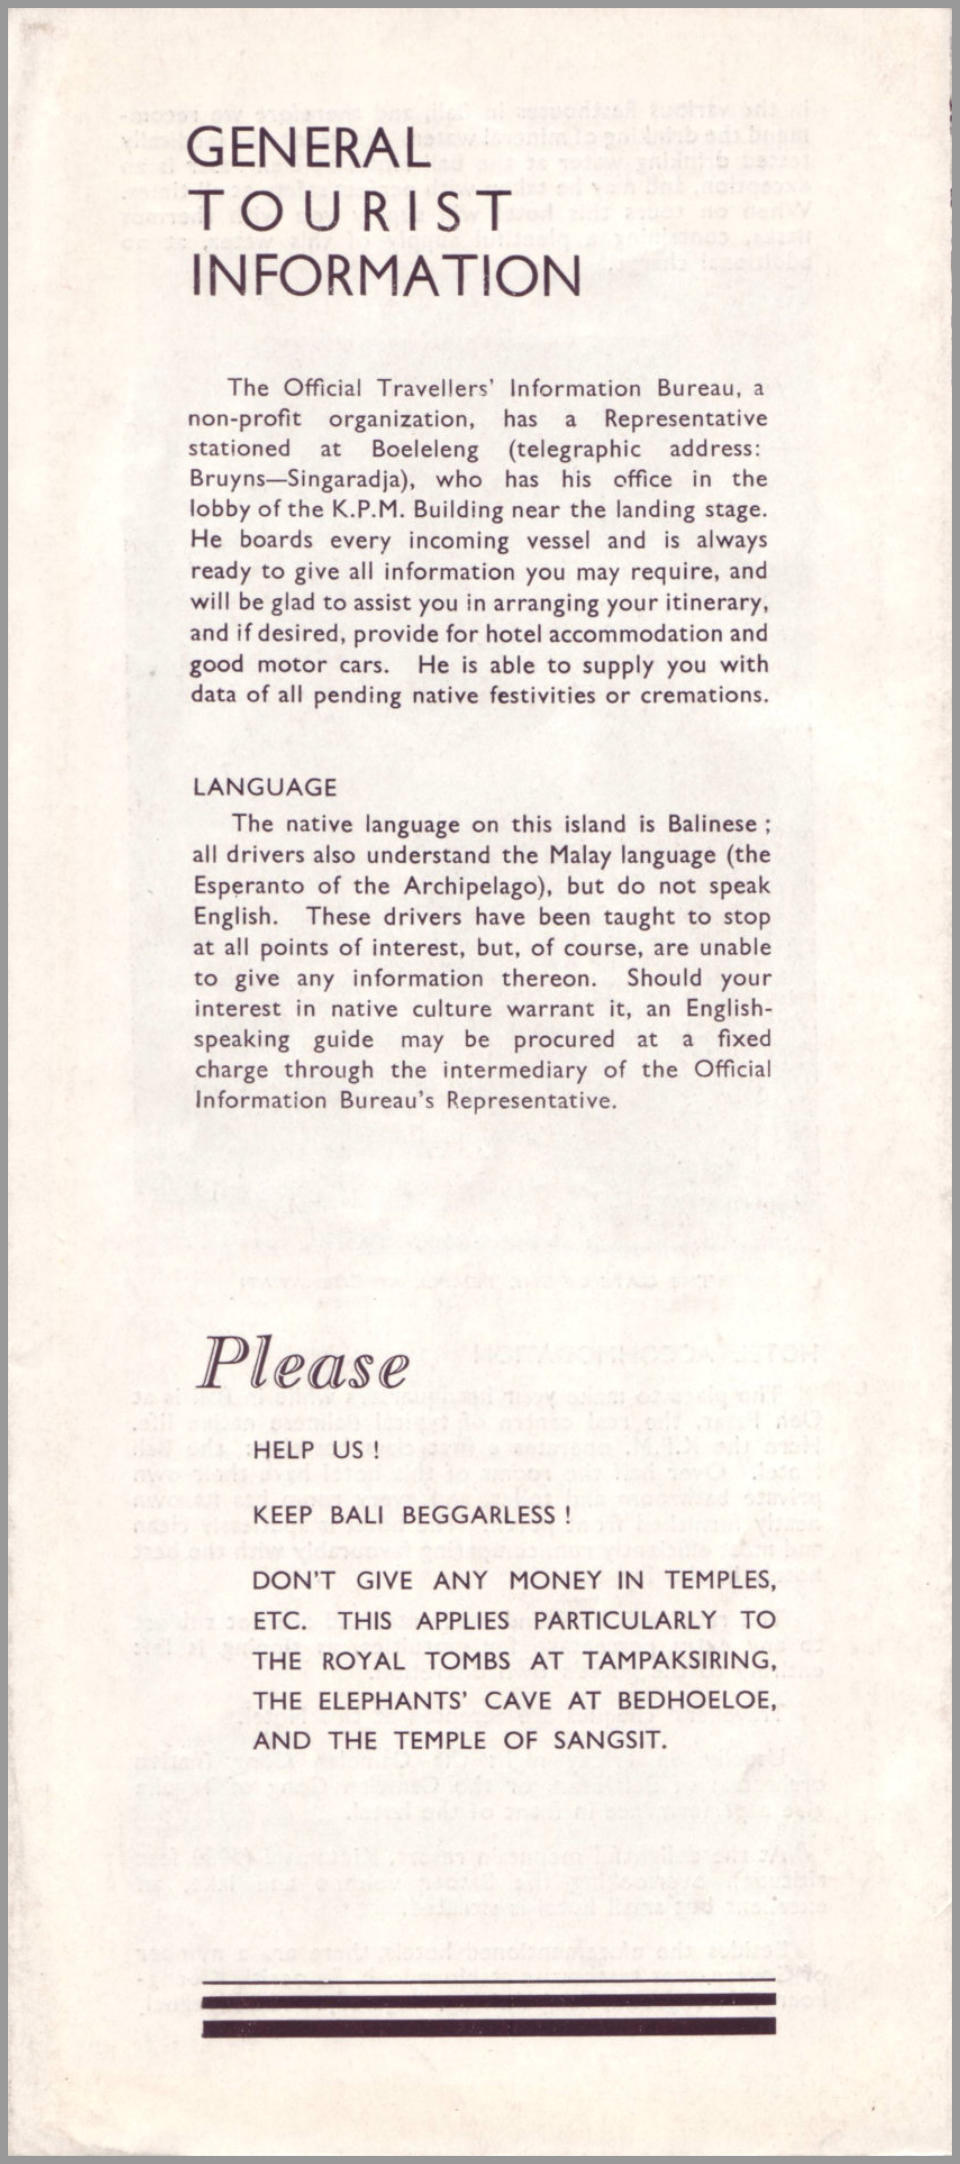 GENERAL
TOURIST
INFORMATION
The Official Travellers' Information Bureau, a
non-profit organization, has a Representative
stationed at Boeleleng (telegraphic address:
Bruyns—Singaradja), who has his office in the
lobby of the K.P.M. Building near the landing stage.
He boards every incoming vessel and is always
ready to give all information you may require, and
will be glad to assist you in arranging your itinerary,
and if desired, provide for hotel accommodation and
good motor cars. He is able to supply you with
data of all pending native festivities or cremations.
LANGUAGE
The native language on this island is Balinese ;
all drivers also understand the Malay language (the
Esperanto of the Archipelago), but do not speak
English. These drivers have been taught to stop
at all points of interest, but, of course, are unable
to give any information thereon. Should your
interest in native culture warrant it, an English-
speaking guide may be procured at a fixed
charge through the intermediary of the Official
Information Bureau's Representative.
Please
HELP US !
KEEP BALI BEGGARLESS !
DON'T GIVE ANY MONEY IN TEMPLES,
ETC. THIS APPLIES PARTICULARLY TO
THE ROYAL TOMBS AT TAMPAKSIRING,
THE ELEPHANTS' CAVE AT BEDHOELOE,
AND THE TEMPLE OF SANGSIT.